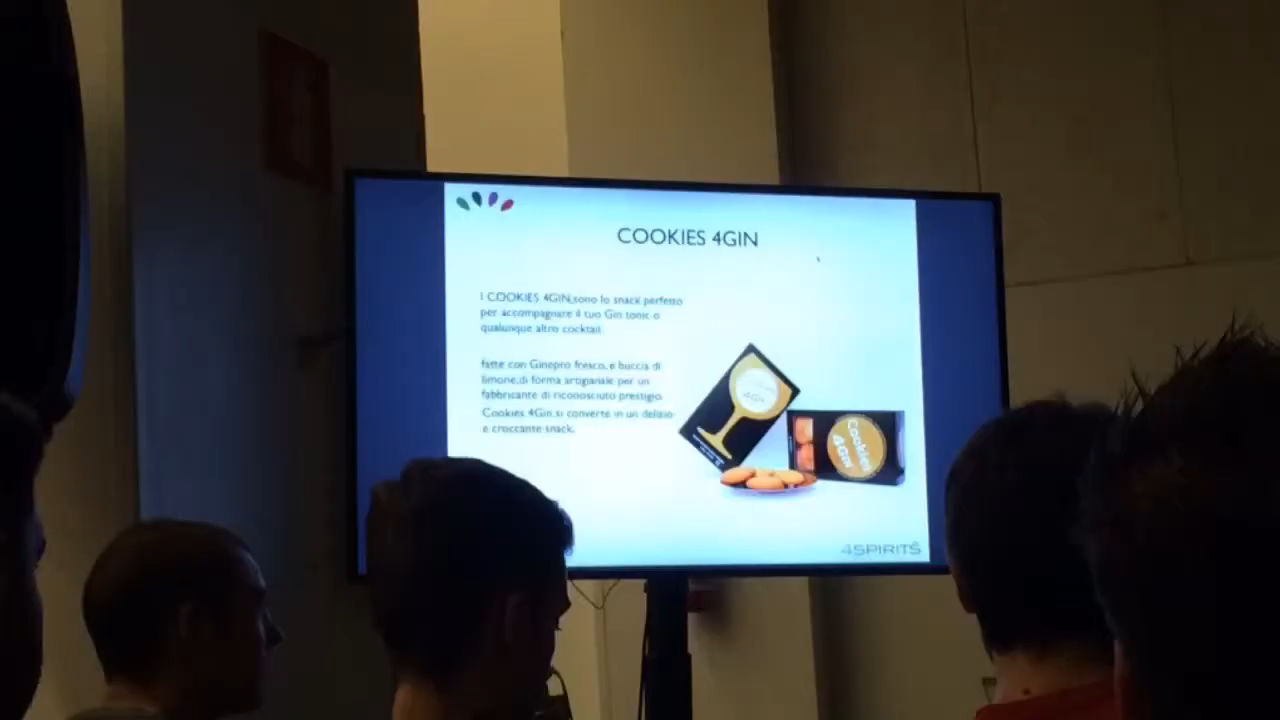 COOKIES 4GIN
I COOKIES 4GIN,sono lo snack perfetto
per accompagnare il tuo Gin tonic o
qualunque altro cocktail.
fatte con Ginepro fresco, e buccia di
limone,di forma artigianale per un
fabbricante di riconosciuto prestigio.
Cookies 4Gin,si converte in un delizio
e croccante snack.
4Gin
Cookies
4Gin
4SPIRITS